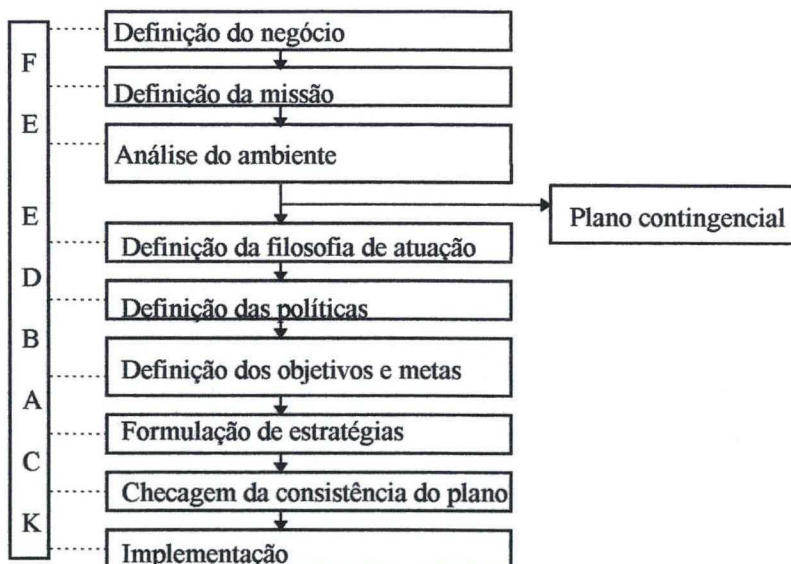 F
E
E
D
B
A
C
K
Definição do negócio
Definição da missão
Análise do ambiente
Plano contingencial
Definição da filosofia de atuação
Definição das políticas
Definição dos objetivos e metas
Formulação de estratégias
Checagem da consistência do plano
Implementação